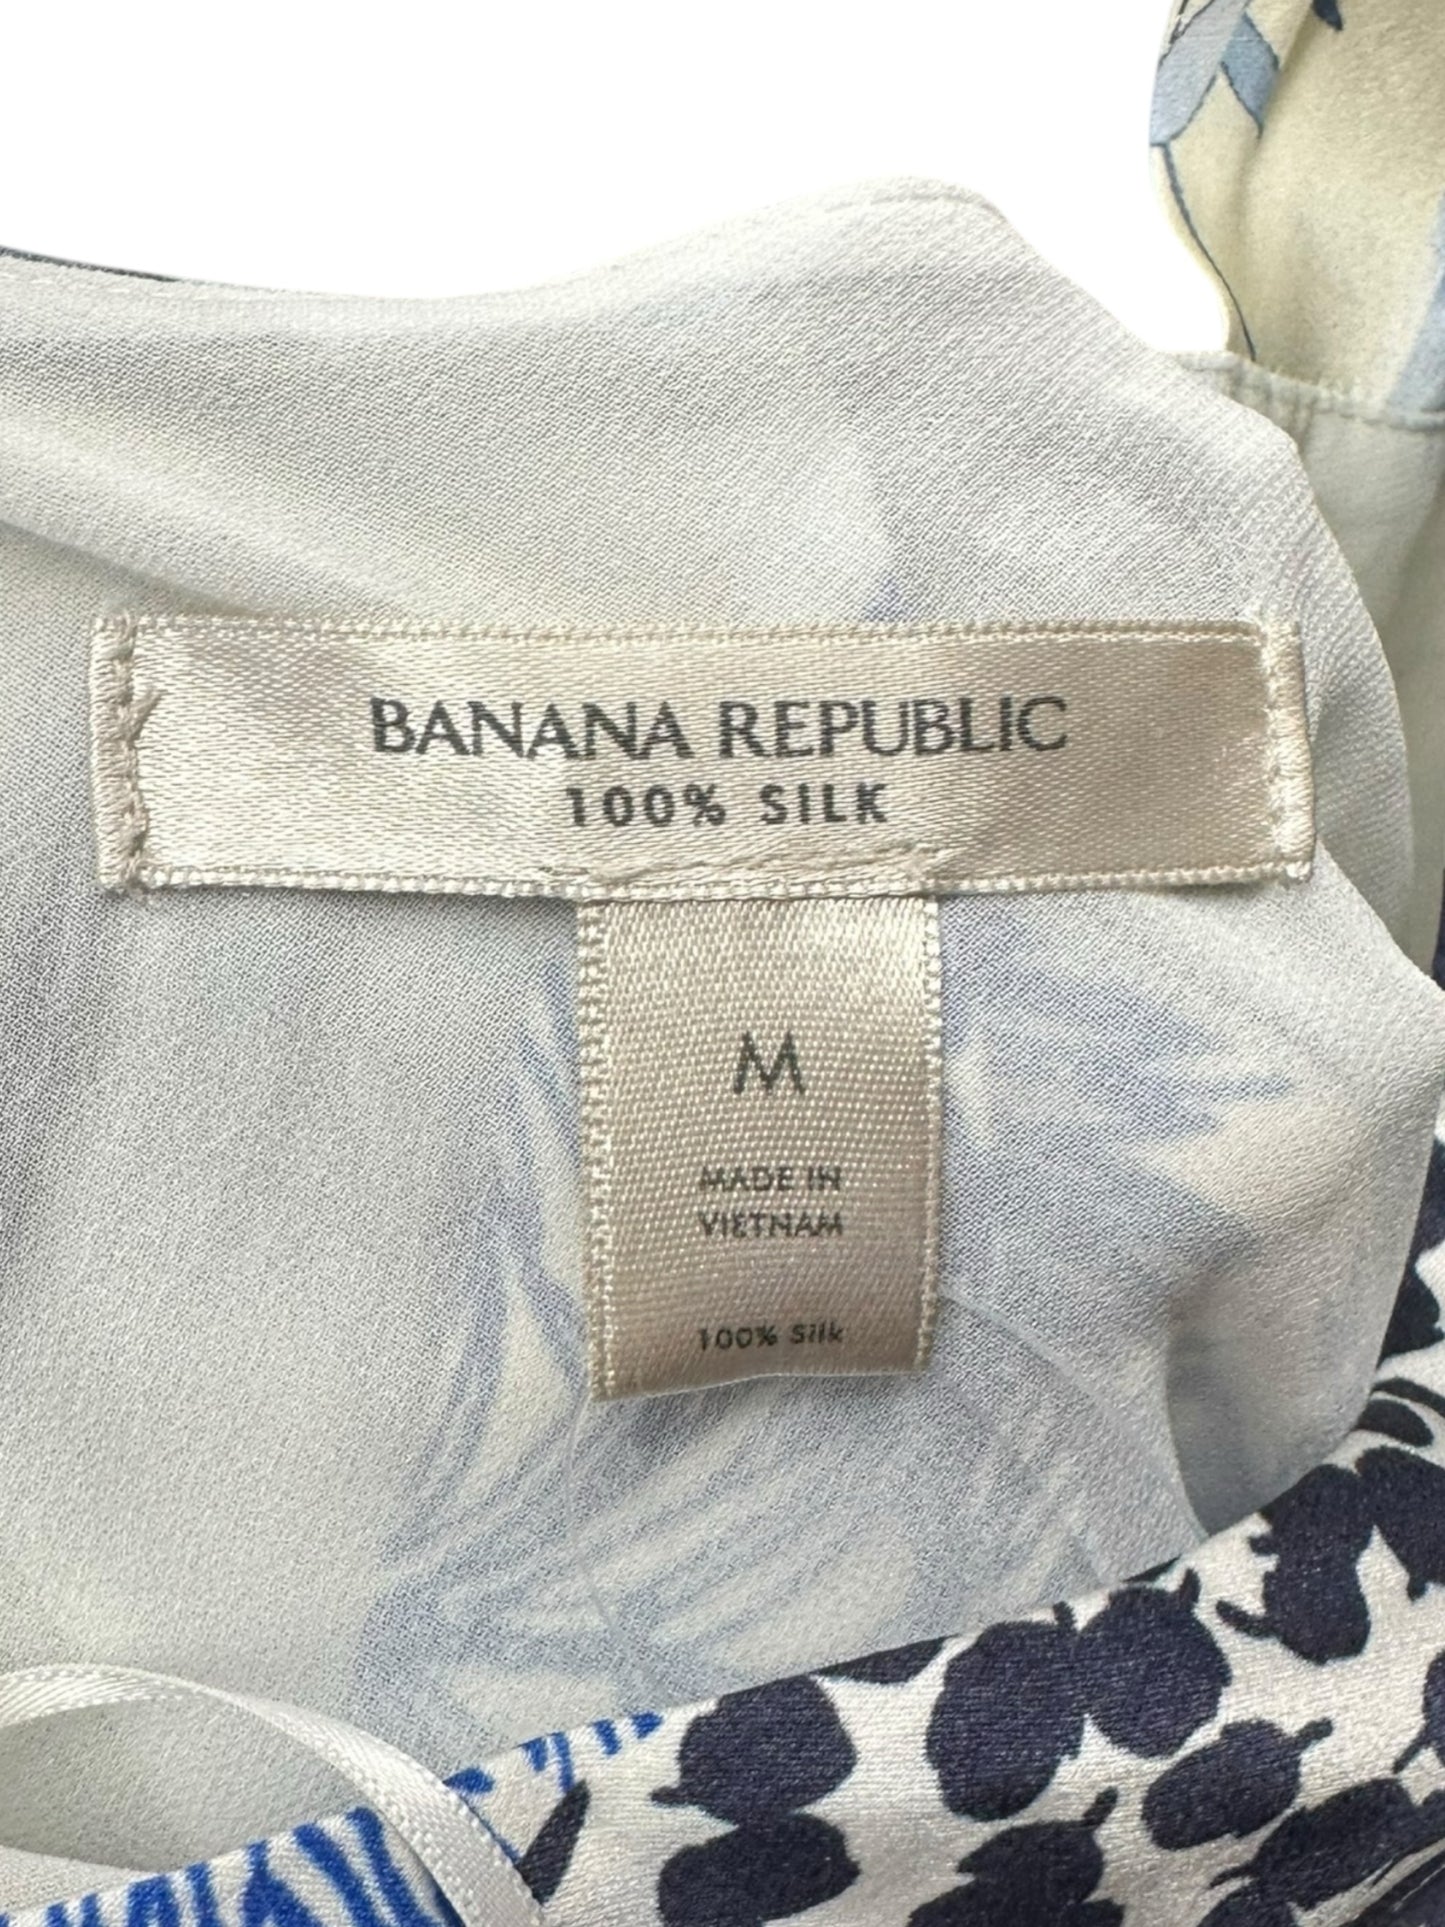 BANANA REPUBLIC
100% SILK
M
MADE IN
VIETNAM
100% Silk